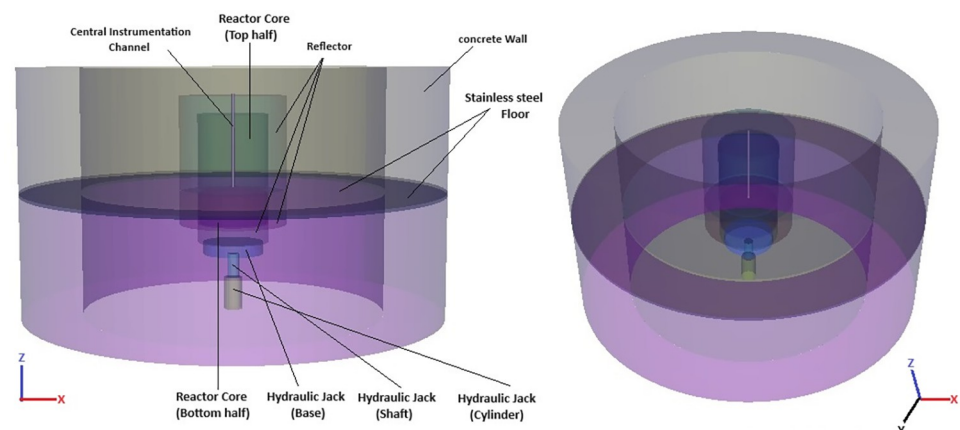 Reactor Core
(Top half)
Central Instrumentation
Channel
Reflector
concrete Wall
Stainless steel
Floor
Reactor Core
(Bottom half)
Hydraulic Jack
(Base)
Hydraulic Jack
(Shaft)
Hydraulic Jack
(Cylinder)
Z
X
Z
X
Y